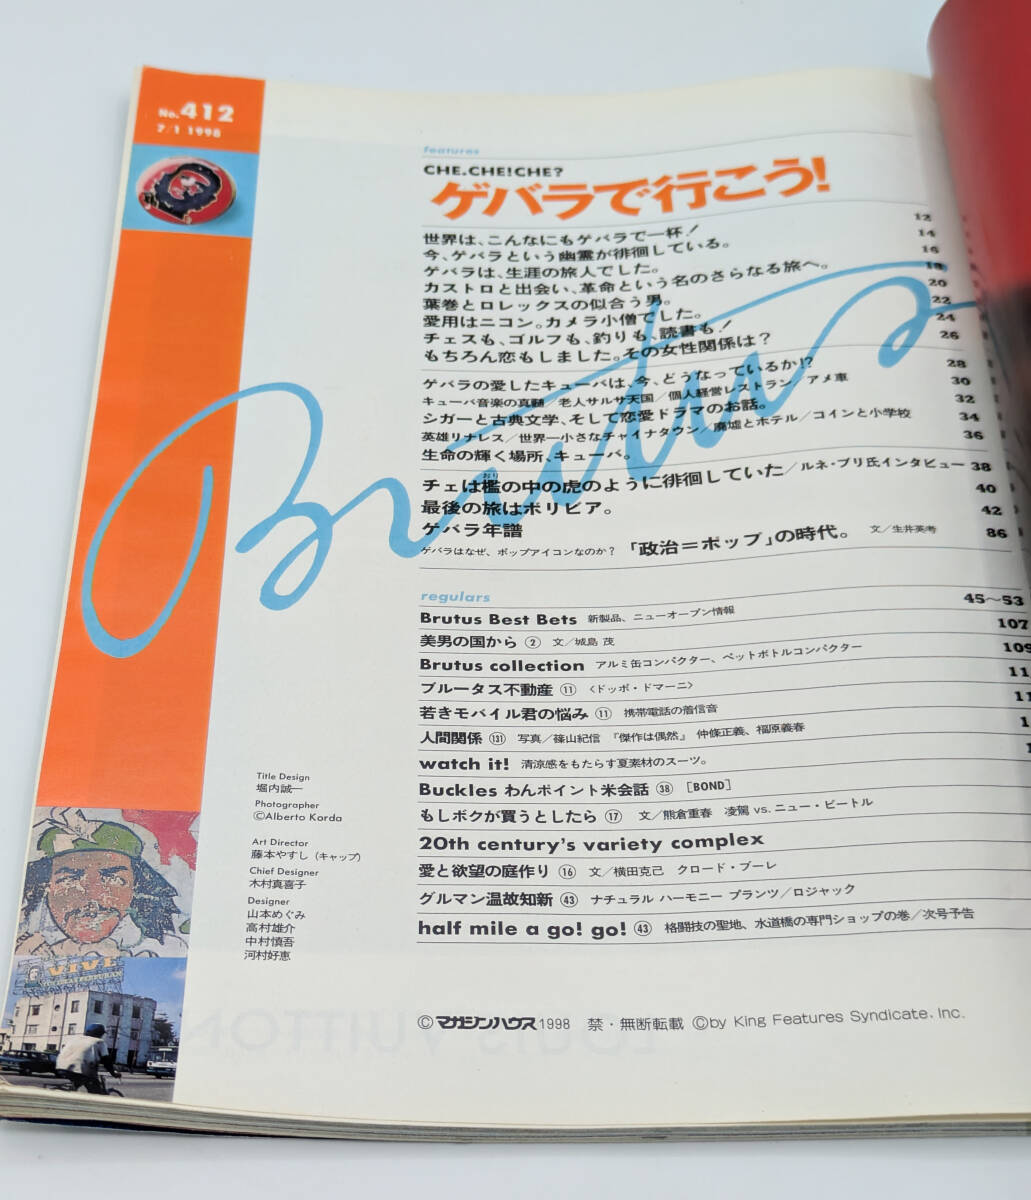 No.412
7/1 1998
features
CHE.CHE!CHE?
ゲバラで行こう!
世界は、こんなにもゲバラで一杯! 12
今、ゲバラという幽霊が徘徊している。 14
ゲバラは、生涯の旅人でした。 16
カストロと出会い、革命という名のさらなる旅へ。 18
葉巻とロレックスの似合う男。 20
愛用はニコン。カメラ小僧でした。 22
チェスも、ゴルフも、釣りも、読書も! 24
もちろん恋もしました。その女性関係は? 26
ゲバラの愛したキューバは、今、どうなっているか!? 28
キューバ音楽の真髄/老人サルサ天国/個人経営レストラン/アメ車 30
シガーと古典文学、そして恋愛ドラマのお話。 32
英雄リナレス/世界一小さなチャイナタウン/廃墟とホテル/コインと小学校 34
生命の輝く場所、キューバ。 36
チェは檻の中の虎のように徘徊していた/ルネ・ブリ氏インタビュー 38
おり
最後の旅はボリビア。 40
ゲバラ年譜 42
ゲバラはなぜ、ポップアイコンなのか? 「政治=ポップ」の時代。 文/生井英考 86
Brutus
regulars
Brutus Best Bets 新製品、ニューオープン情報 45〜53
美男の国から ② 文/城島 茂 107
Brutus collection アルミ缶コンパクター、ペットボトルコンパクター 109
ブルータス不動産 ⑪ 〈ドッポ・ドマーニ〉 11
若きモバイル君の悩み ⑪ 携帯電話の着信音 11
人間関係 (131) 写真/篠山紀信 『傑作は偶然』 仲條正義、福原義春 1
watch it! 清涼感をもたらす夏素材のスーツ。
Buckles わんポイント米会話 ㊳ [BOND]
もしボクが買うとしたら ⑰ 文/熊倉重春 凌駕 vs. ニュー・ビートル
20th century's variety complex
愛と欲望の庭作り ⑯ 文/横田克己 クロード・ブーレ
グルマン温故知新 ㊸ ナチュラル ハーモニー プランツ/ロジャック
half mile a go! go! ㊸ 格闘技の聖地、水道橋の専門ショップの巻/次号予告
Title Design
堀内誠一
Photographer
©Alberto Korda
Art Director
藤本やすし (キャップ)
Chief Designer
木村真喜子
Designer
山本めぐみ
高村雄介
中村慎吾
河村好恵
VIVE
© マガジンハウス 1998 禁・無断転載 ©by King Features Syndicate, Inc.
LOUIS VUITTON